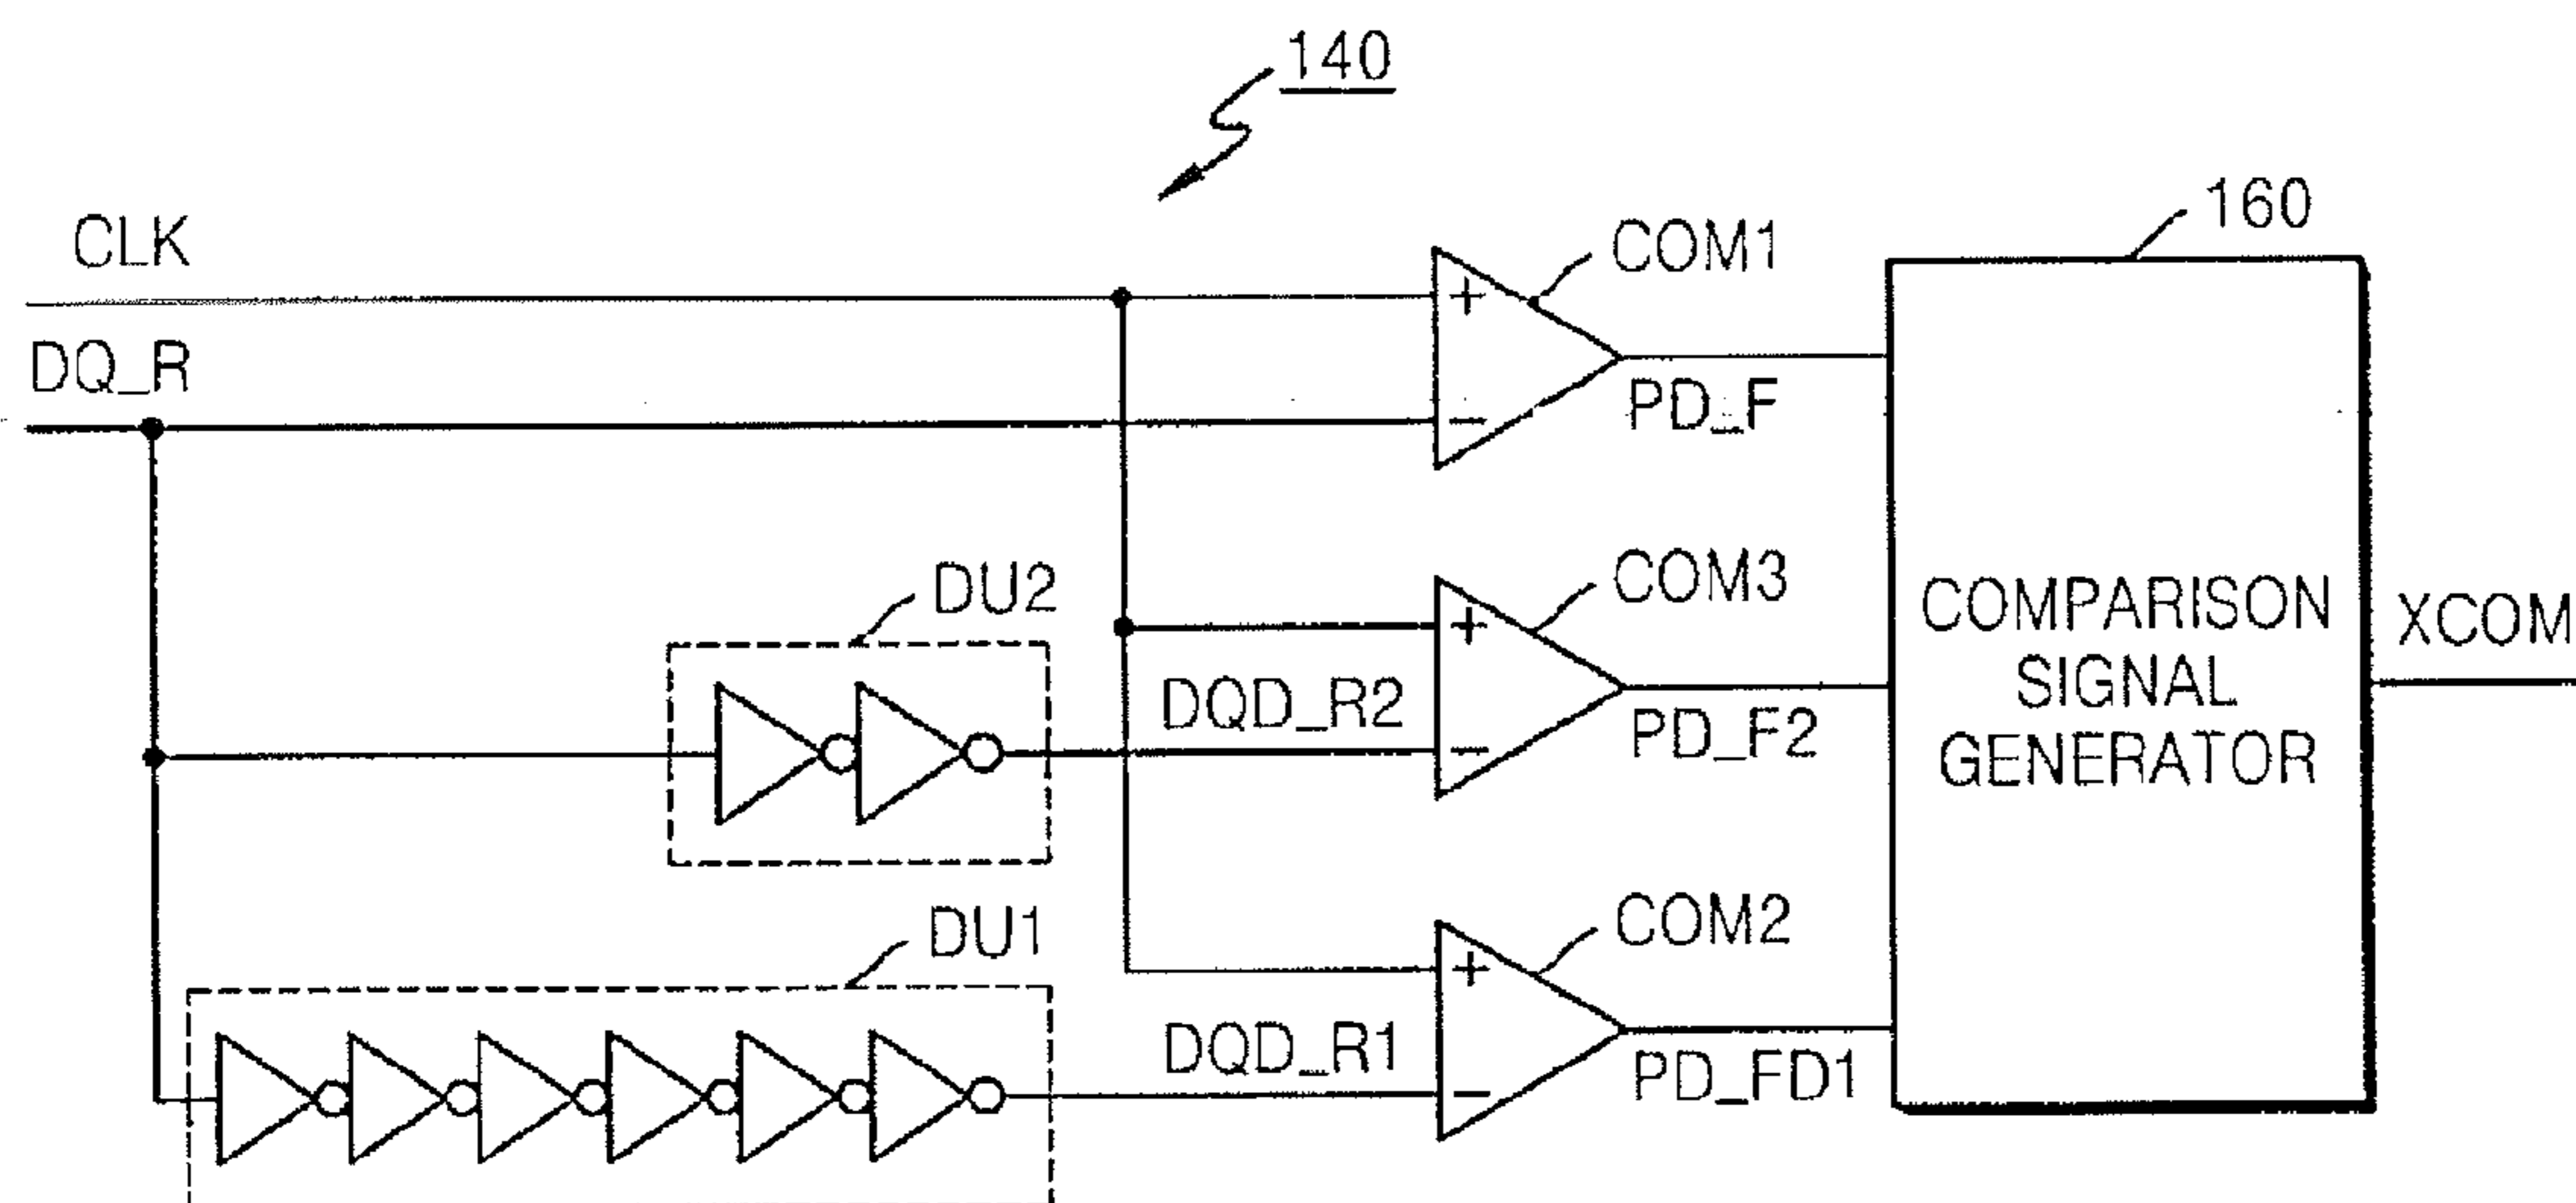 140
160
CLK
COM1
DQ_R
PD_F
+
−
DU2
COM3
COMPARISON
SIGNAL
GENERATOR
XCOM
DQD_R2
PD_F2
+
−
DU1
COM2
DQD_R1
PD_FD1
+
−